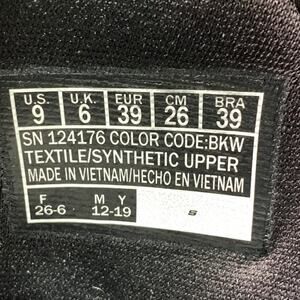 U.S. U.K. EUR CM BRA
9 6 39 26 39
SN 124176 COLOR CODE:BKW
TEXTILE/SYNTHETIC UPPER
MADE IN VIETNAM/HECHO EN VIETNAM
F M Y
26-6 12-19 S